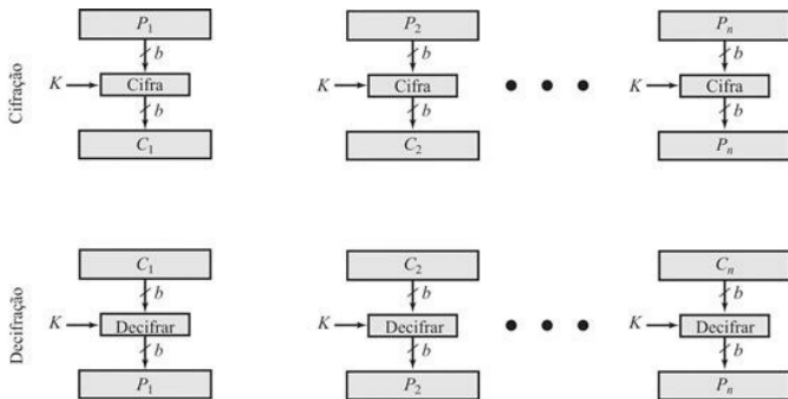 Cifração
P1 P2 Pn
b b b
K Cifra K Cifra K Cifra
b b b
C1 C2 Pn
Decifração
C1 C2 Cn
b b b
K Decifrar K Decifrar K Decifrar
b b b
P1 P2 Pn